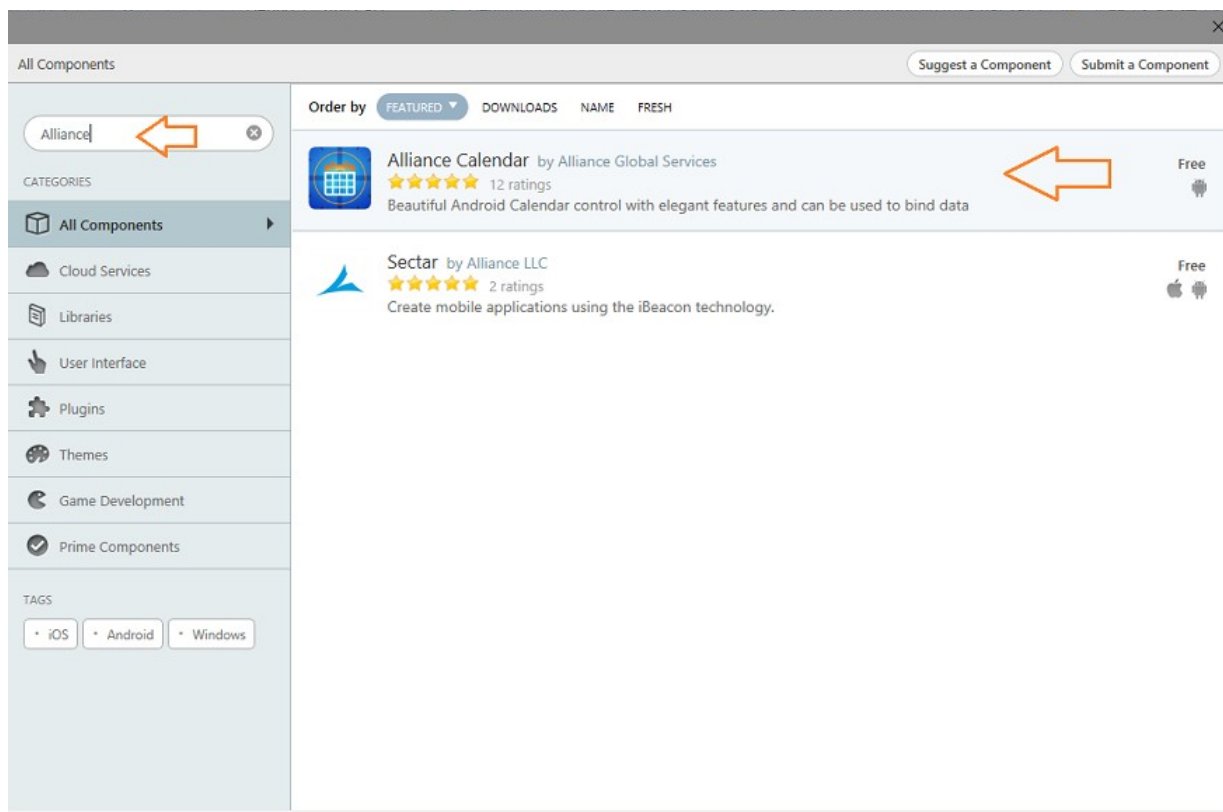 All Components
Suggest a Component
Submit a Component
Alliance
CATEGORIES
All Components
Cloud Services
Libraries
User Interface
Plugins
Themes
Game Development
Prime Components
TAGS
iOS
Android
Windows
Order by FEATURED DOWNLOADS NAME FRESH
Alliance Calendar by Alliance Global Services
Free
12 ratings
Beautiful Android Calendar control with elegant features and can be used to bind data
Sectar by Alliance LLC
Free
2 ratings
Create mobile applications using the iBeacon technology.